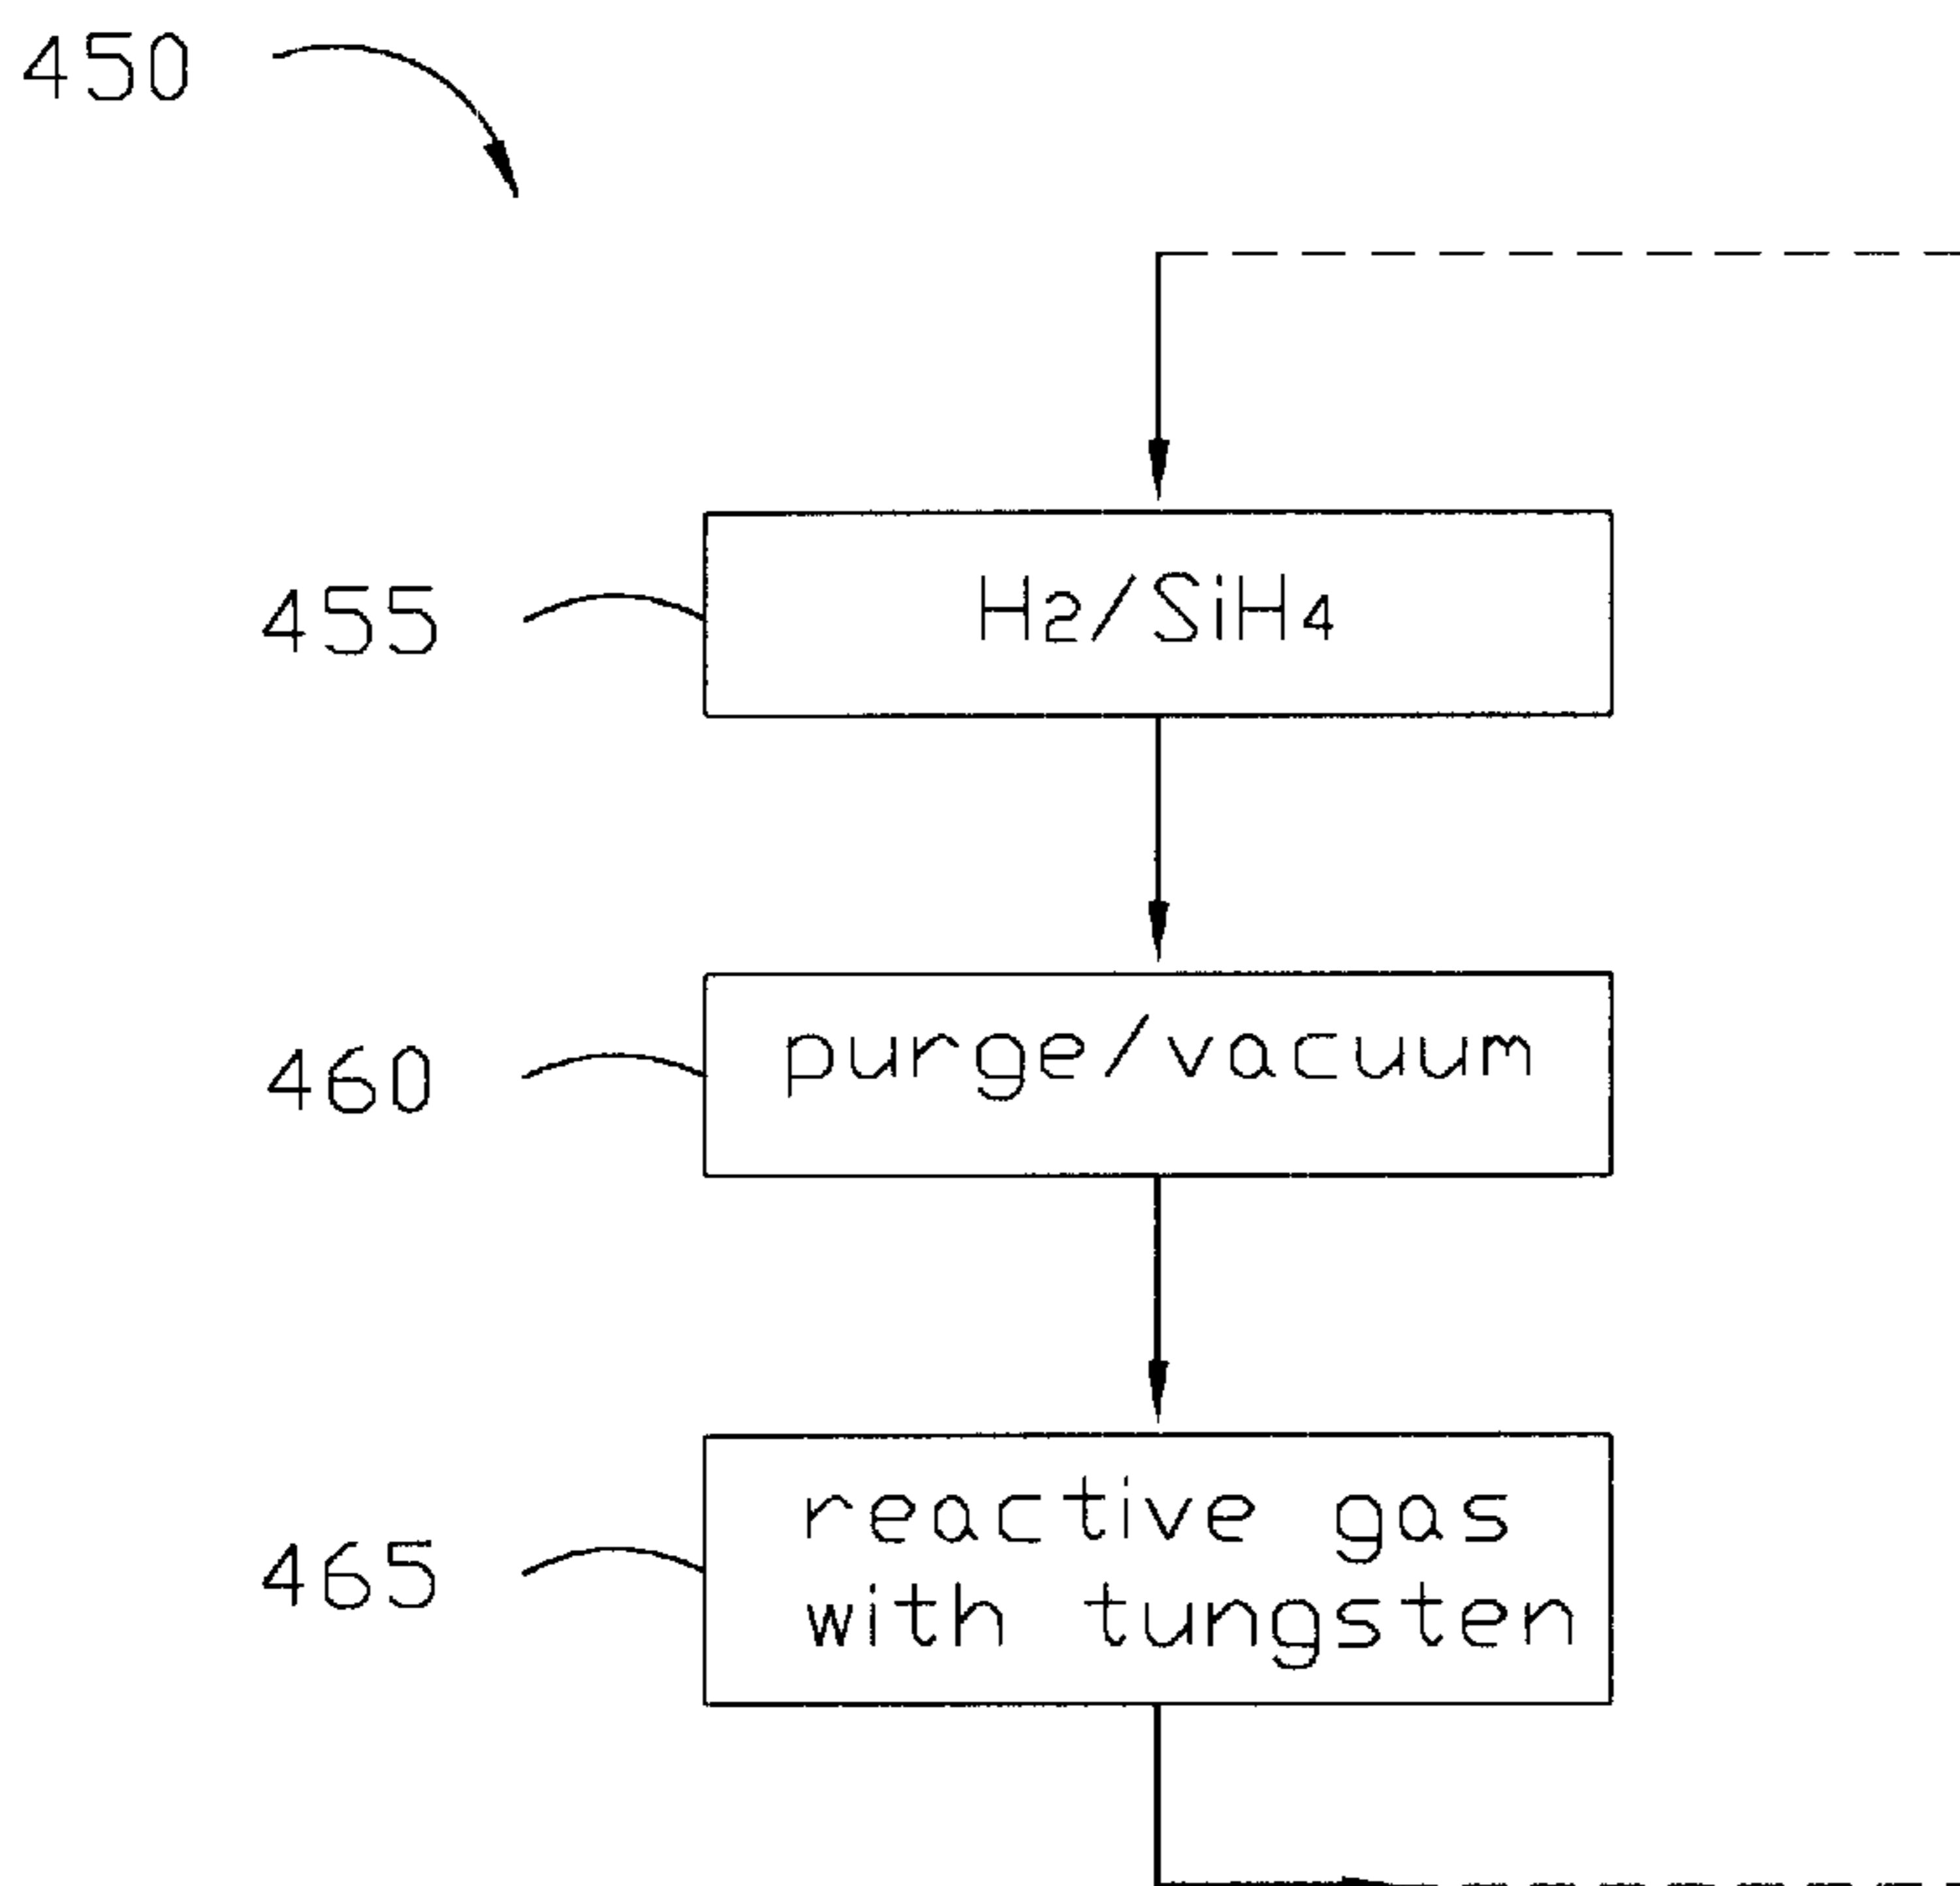 450
455
H2/SiH4
460
purge/vacuum
465
reactive gas
with tungsten